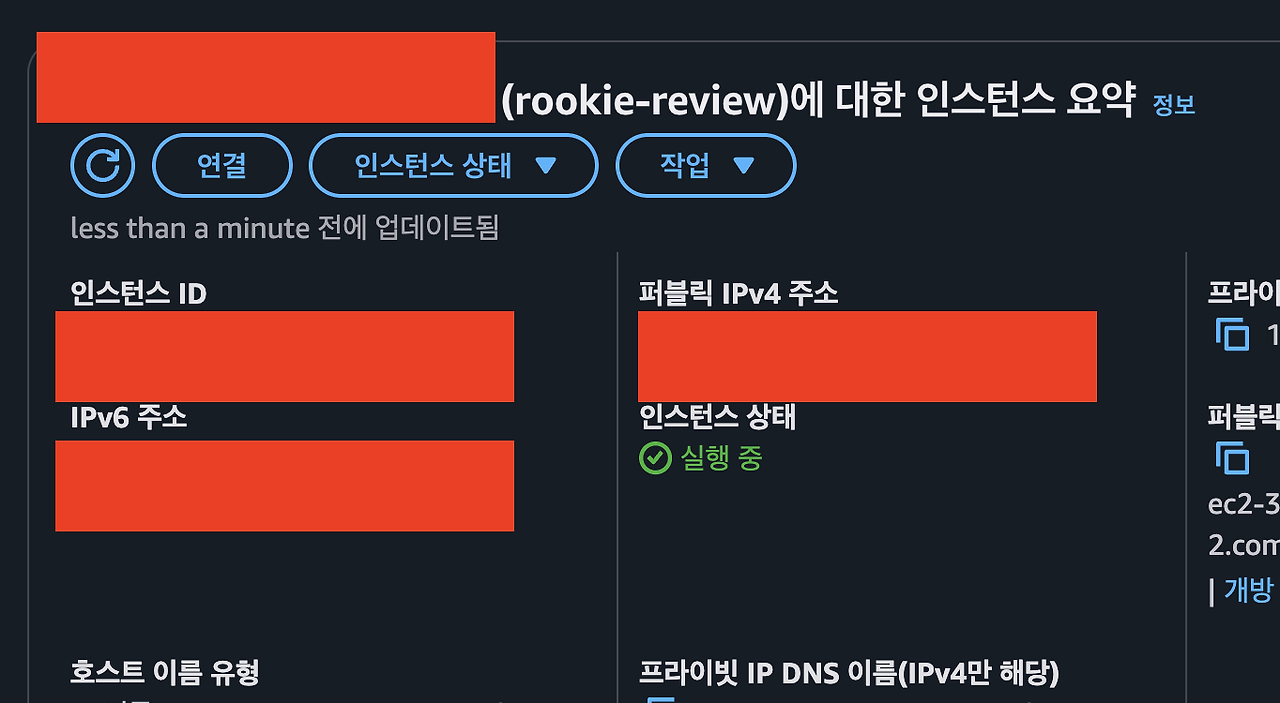 (rookie-review)에 대한 인스턴스 요약 정보
연결 인스턴스 상태 작업
less than a minute 전에 업데이트됨
인스턴스 ID
IPv6 주소
호스트 이름 유형
퍼블릭 IPv4 주소
인스턴스 상태
실행 중
프라이빗 IP DNS 이름(IPv4만 해당)
프라이
1
퍼블릭
ec2-3
2.com
| 개방